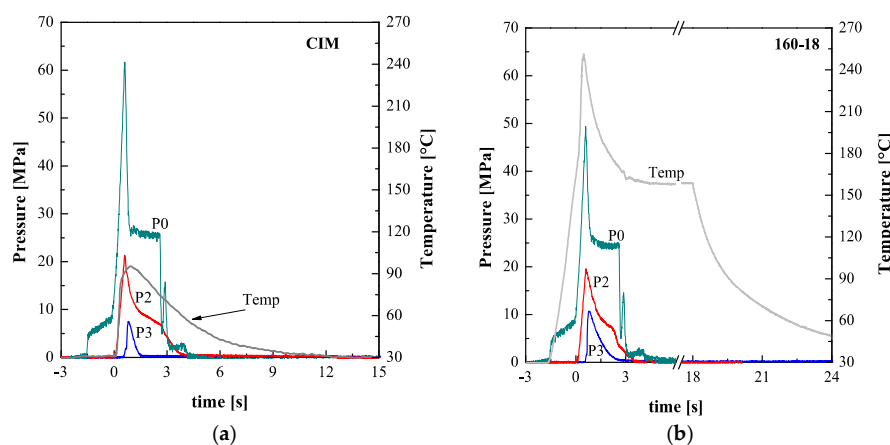 70
60
50
40
30
20
10
0
Pressure [MPa]
270
240
210
180
150
120
90
60
30
Temperature [°C]
CIM
P0
P2
P3
Temp
-3 0 3 6 9 12 15
time [s]
(a)
70
60
50
40
30
20
10
0
Pressure [MPa]
270
240
210
180
150
120
90
60
30
Temperature [°C]
160-18
Temp
P0
P2
P3
-3 0 3 18 21 24
time [s]
(b)